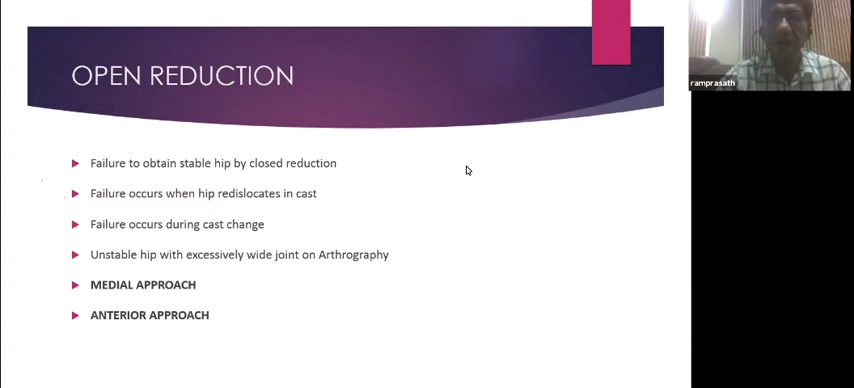 OPEN REDUCTION
Failure to obtain stable hip by closed reduction
Failure occurs when hip redislocates in cast
Failure occurs during cast change
Unstable hip with excessively wide joint on Arthrography
MEDIAL APPROACH
ANTERIOR APPROACH
ramprasath